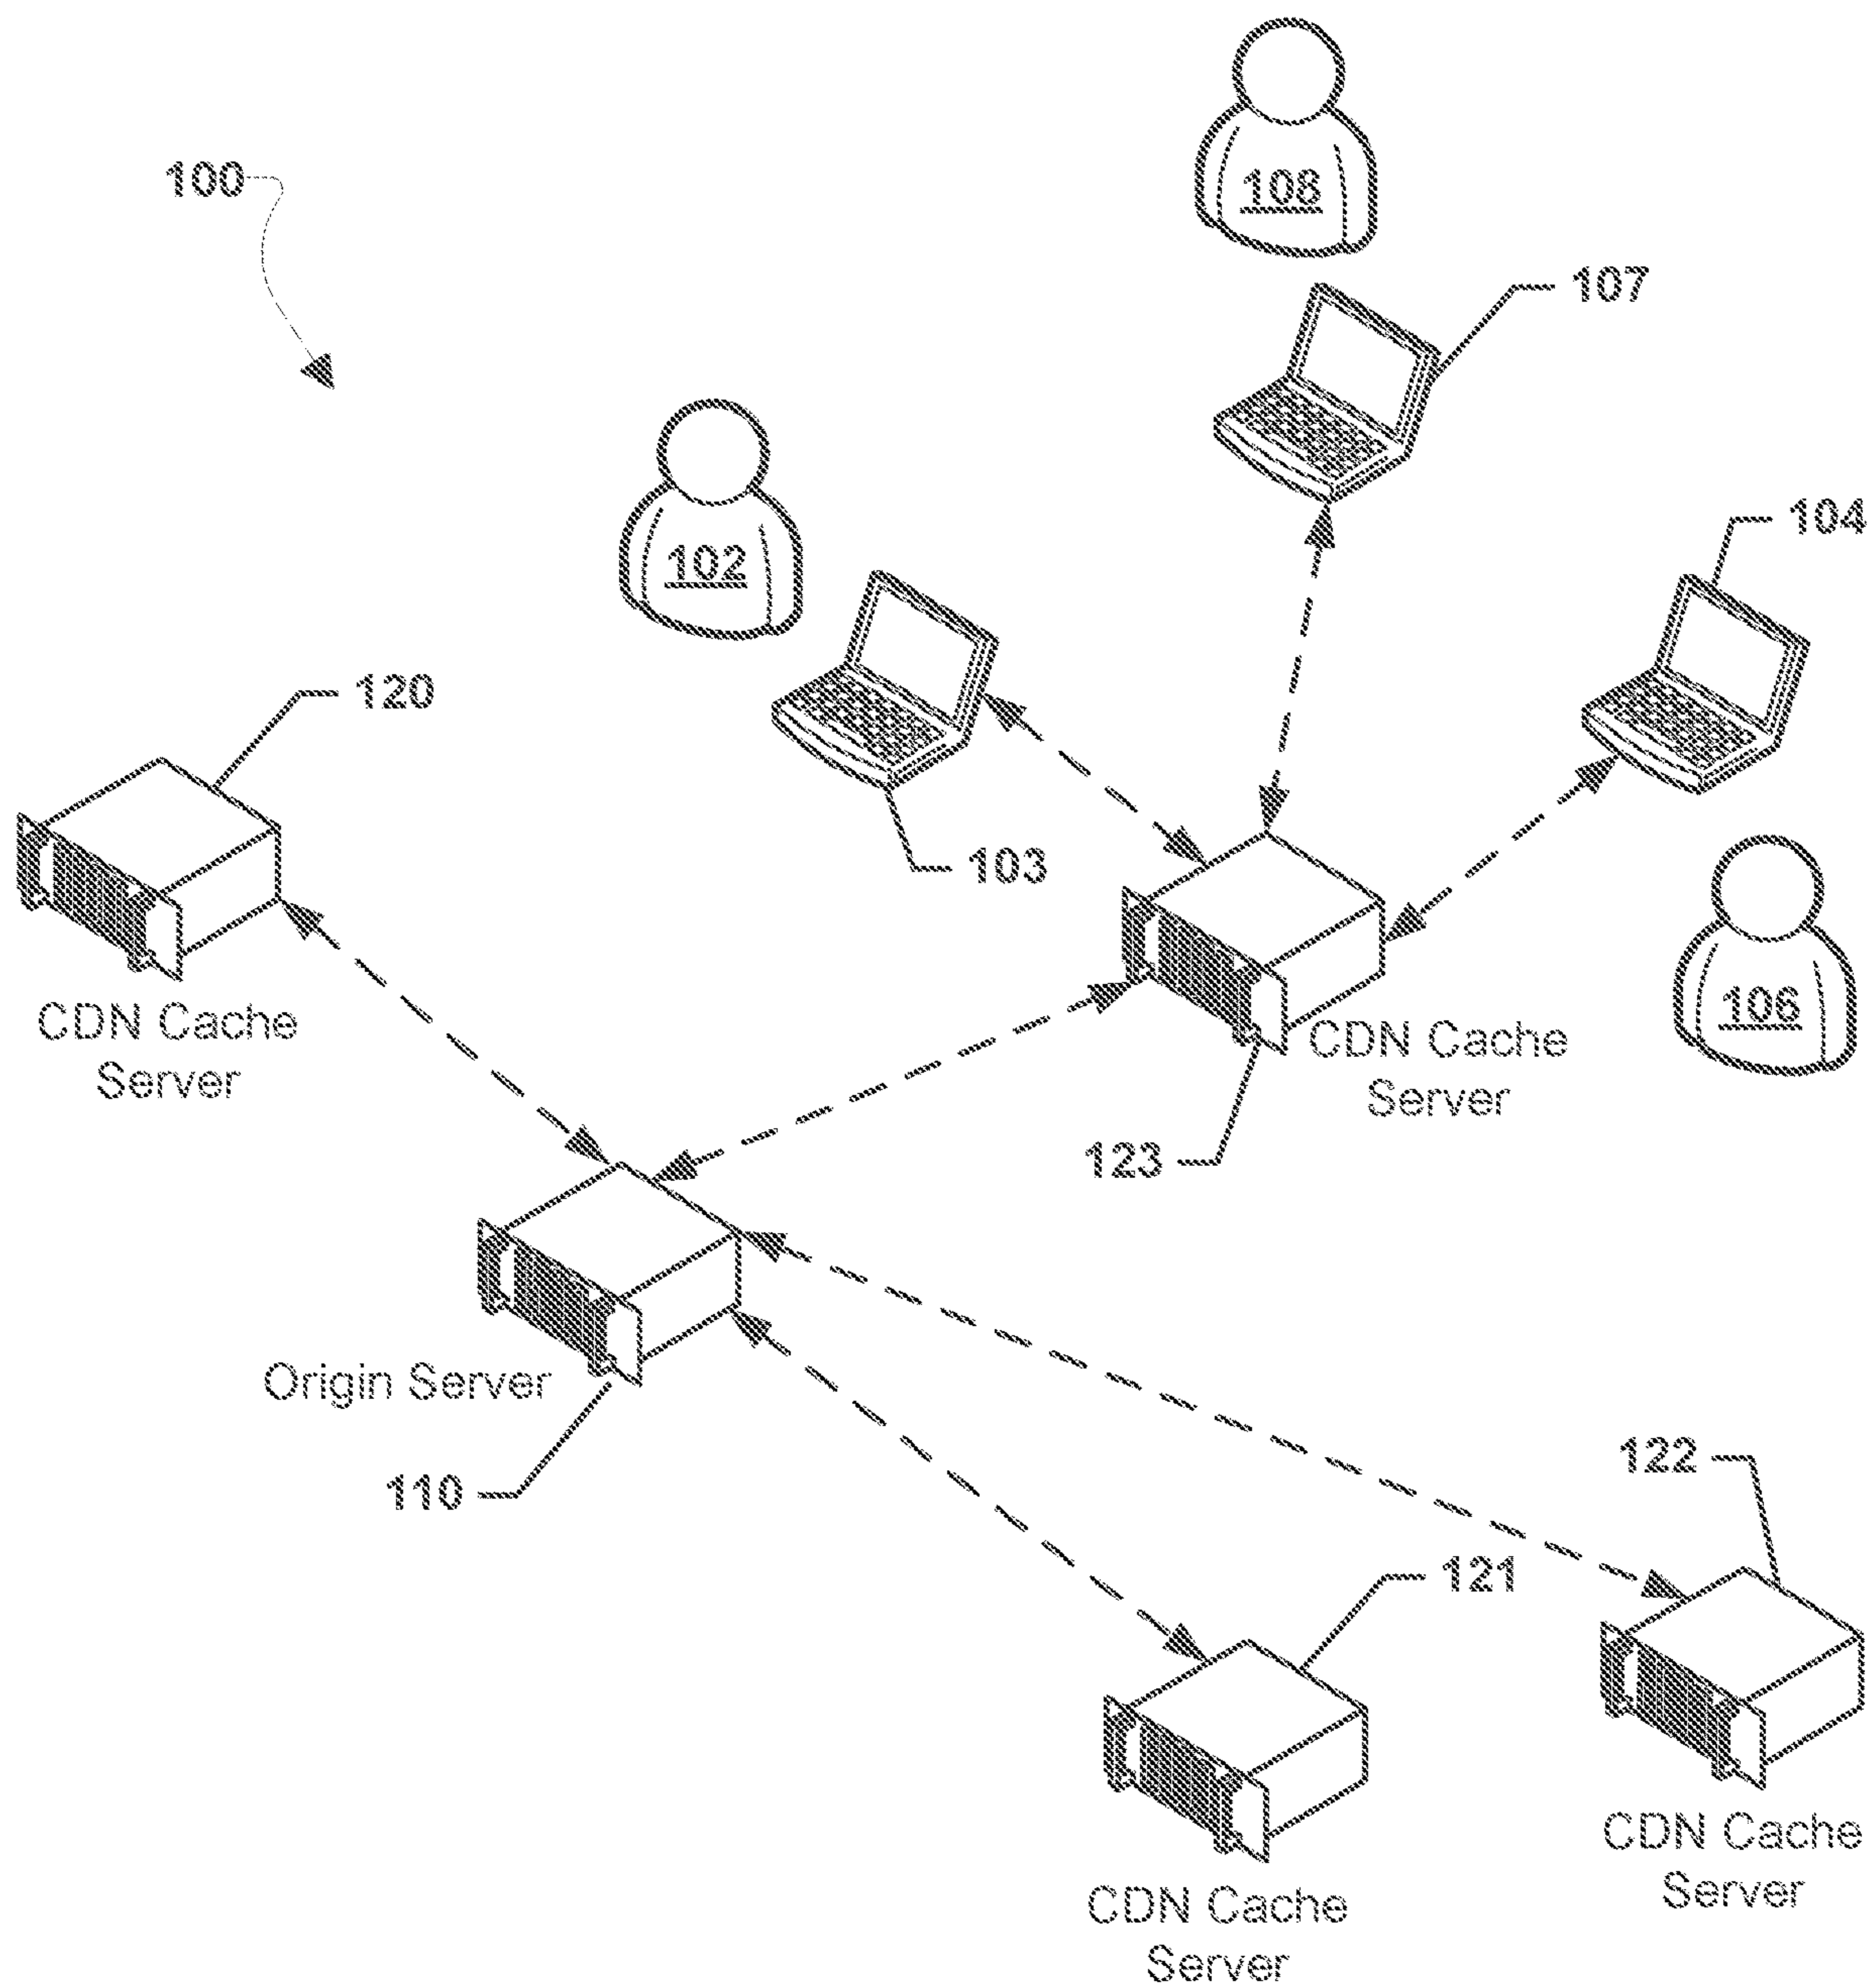 108
100
107
102
104
120
103
106
CDN Cache
Server
CDN Cache
Server
123
Origin Server
110
122
121
CDN Cache
Server
CDN Cache
Server